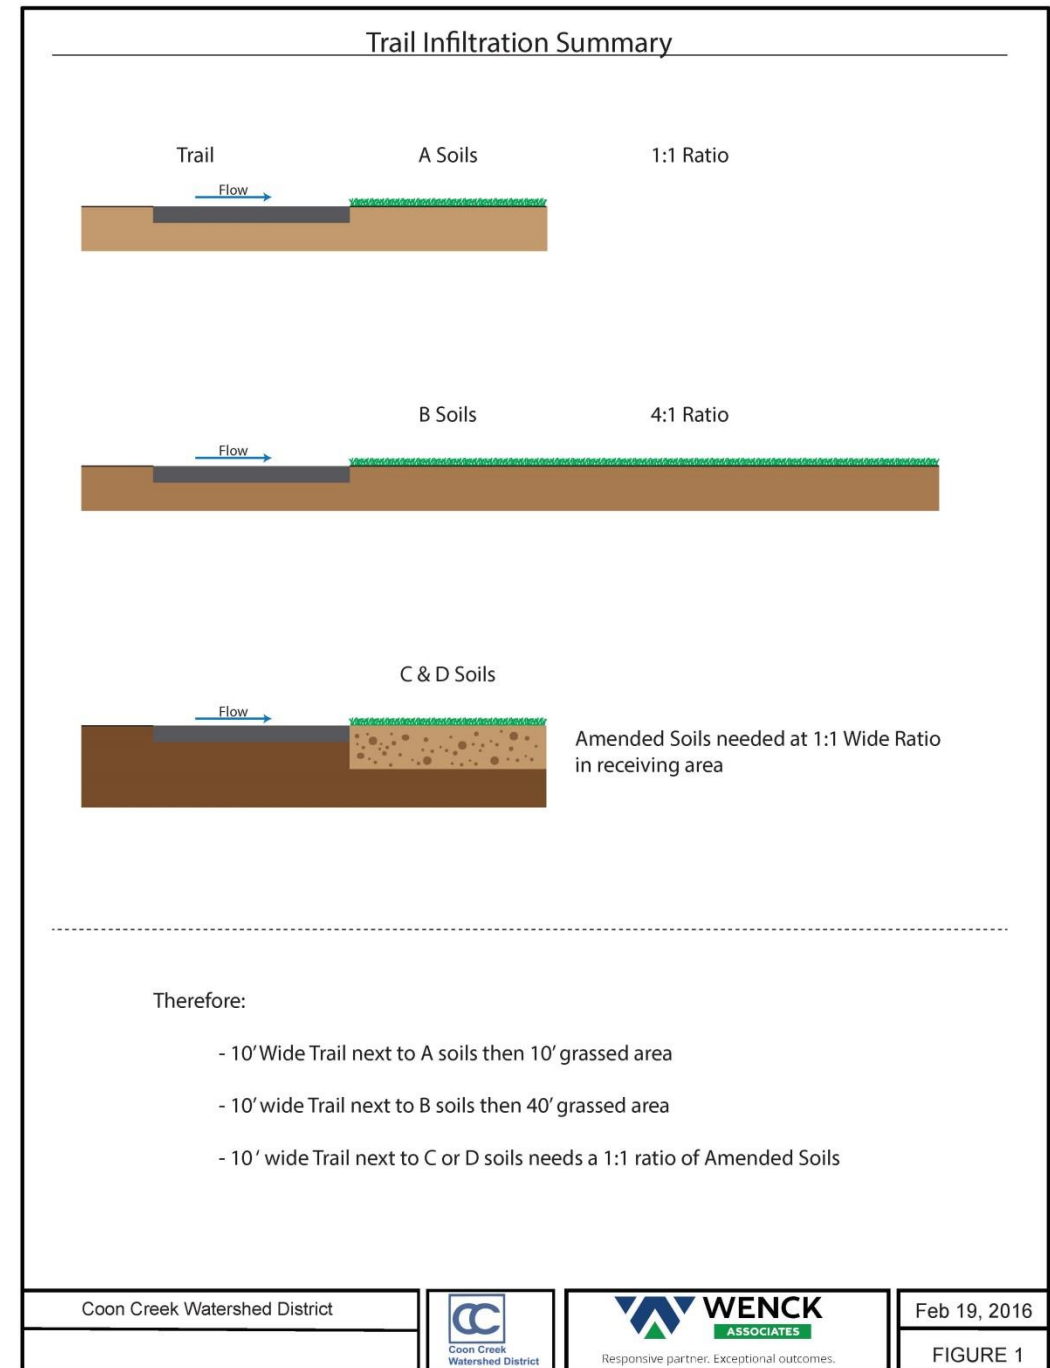 Trail Infiltration Summary
Trail
A Soils
1:1 Ratio
Flow
B Soils
4:1 Ratio
Flow
C & D Soils
Flow
Amended Soils needed at 1:1 Wide Ratio
in receiving area
Therefore:
- 10' Wide Trail next to A soils then 10' grassed area
- 10' wide Trail next to B soils then 40' grassed area
- 10' wide Trail next to C or D soils needs a 1:1 ratio of Amended Soils
Coon Creek Watershed District
CC
Coon Creek
Watershed District
WENCK
ASSOCIATES
Responsive partner. Exceptional outcomes.
Feb 19, 2016
FIGURE 1